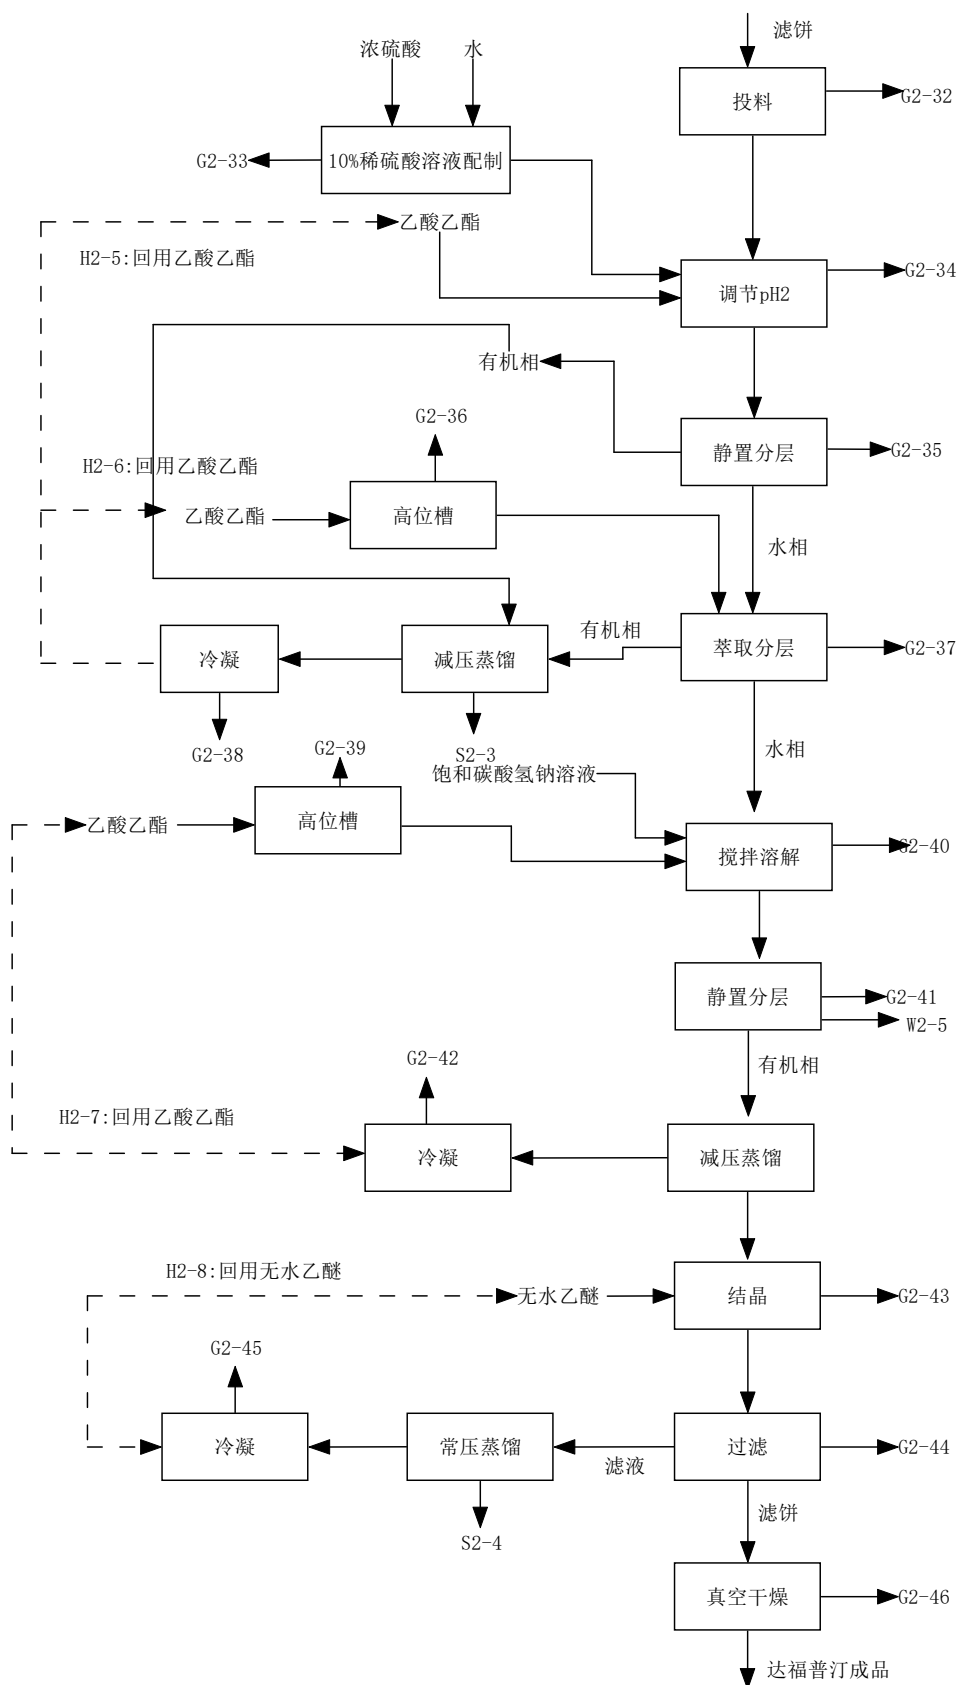 滤饼
浓硫酸
水
投料
G2-32
G2-33
10%稀硫酸溶液配制
乙酸乙酯
H2-5:回用乙酸乙酯
调节pH2
G2-34
有机相
G2-36
静置分层
G2-35
H2-6:回用乙酸乙酯
乙酸乙酯
高位槽
水相
有机相
冷凝
减压蒸馏
萃取分层
G2-37
G2-38
G2-39
S2-3
水相
饱和碳酸氢钠溶液
乙酸乙酯
高位槽
搅拌溶解
G2-40
静置分层
G2-41
W2-5
G2-42
有机相
H2-7:回用乙酸乙酯
冷凝
减压蒸馏
H2-8:回用无水乙醚
无水乙醚
结晶
G2-43
G2-45
冷凝
常压蒸馏
滤液
过滤
G2-44
S2-4
滤饼
真空干燥
G2-46
达福普汀成品